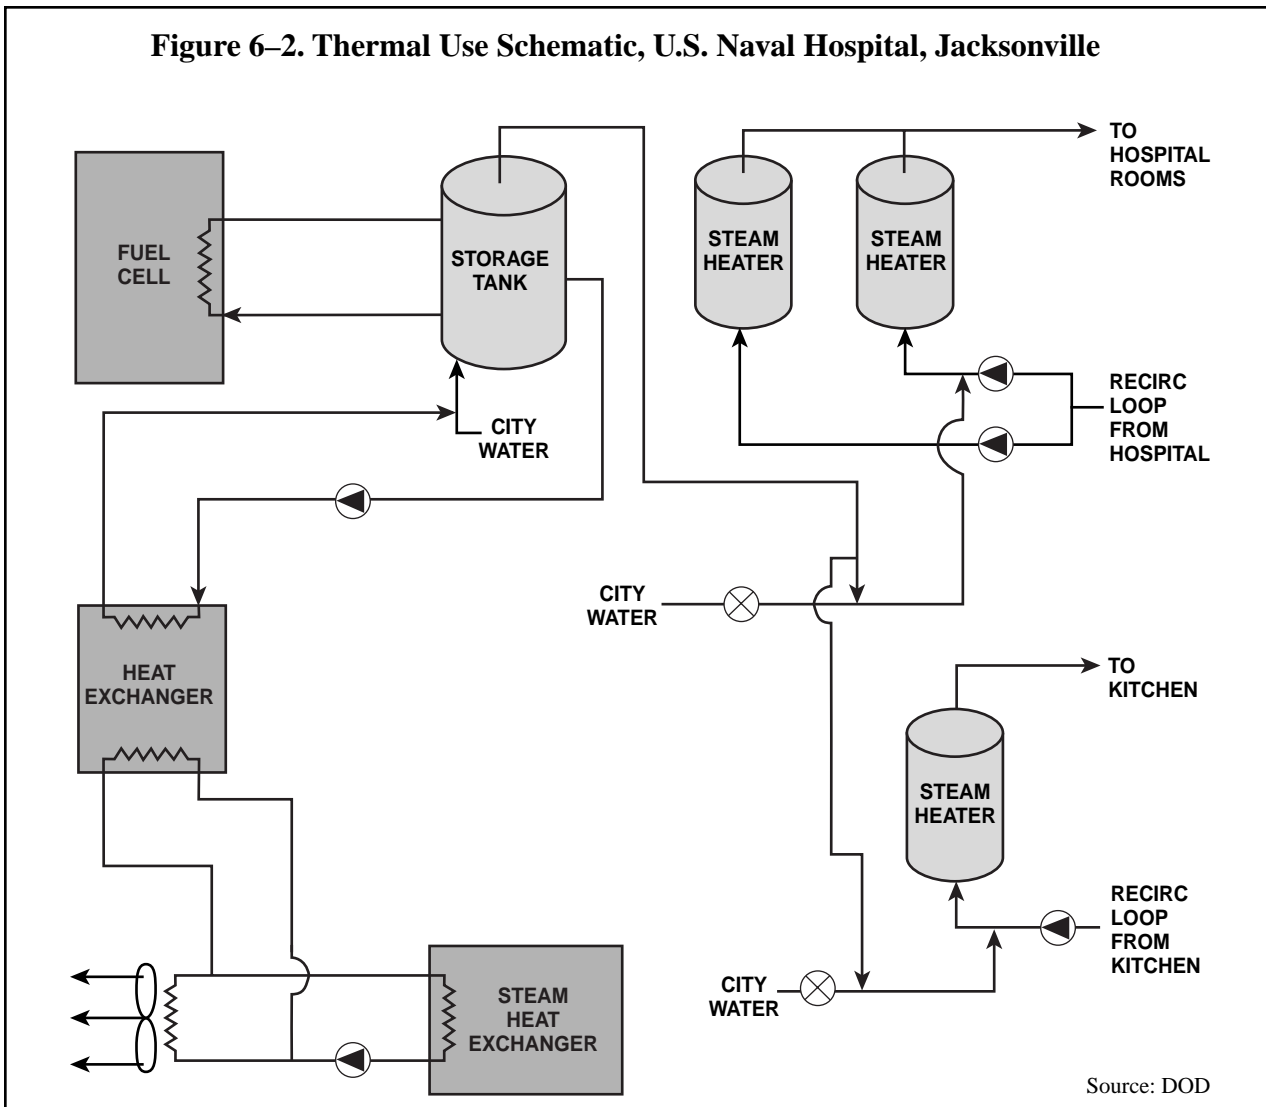 Figure 6–2. Thermal Use Schematic, U.S. Naval Hospital, Jacksonville
FUEL
CELL
STORAGE
TANK
STEAM
HEATER
STEAM
HEATER
TO
HOSPITAL
ROOMS
CITY
WATER
RECIRC
LOOP
FROM
HOSPITAL
CITY
WATER
HEAT
EXCHANGER
TO
KITCHEN
STEAM
HEATER
RECIRC
LOOP
FROM
KITCHEN
CITY
WATER
STEAM
HEAT
EXCHANGER
Source: DOD